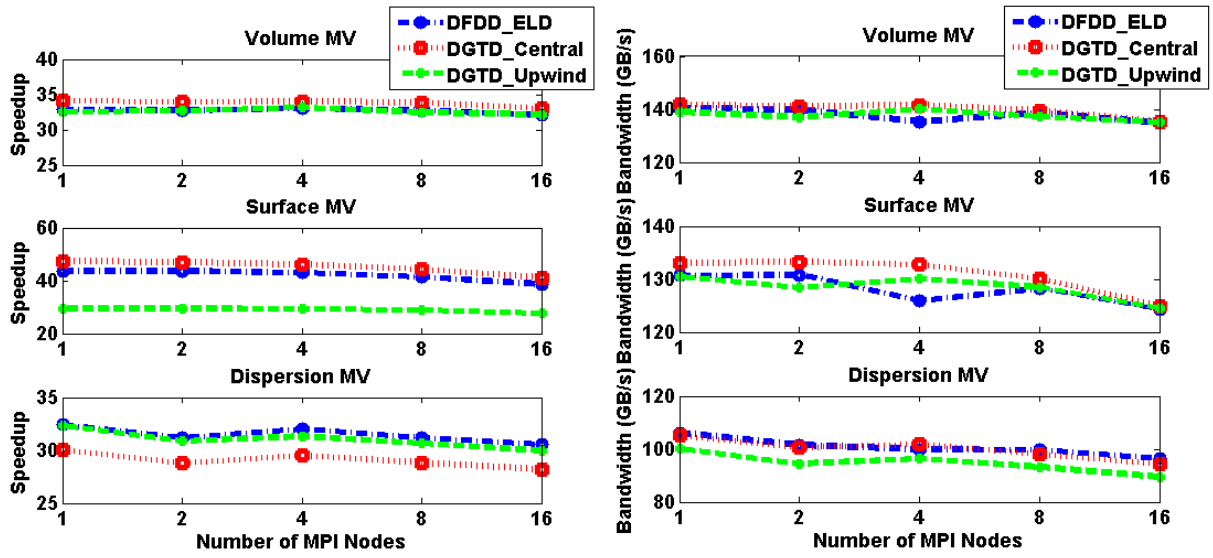 Volume MV
DFDD_ELD
DGTD_Central
DGTD_Upwind
Speedup
40
35
30
25
1
2
4
8
16
Surface MV
Speedup
60
40
20
1
2
4
8
16
Dispersion MV
Speedup
35
30
25
1
2
4
8
16
Number of MPI Nodes
Volume MV
DFDD_ELD
DGTD_Central
DGTD_Upwind
Bandwidth (GB/s)
160
140
120
1
2
4
8
16
Surface MV
Bandwidth (GB/s)
140
130
120
1
2
4
8
16
Dispersion MV
Bandwidth (GB/s)
120
100
80
1
2
4
8
16
Number of MPI Nodes